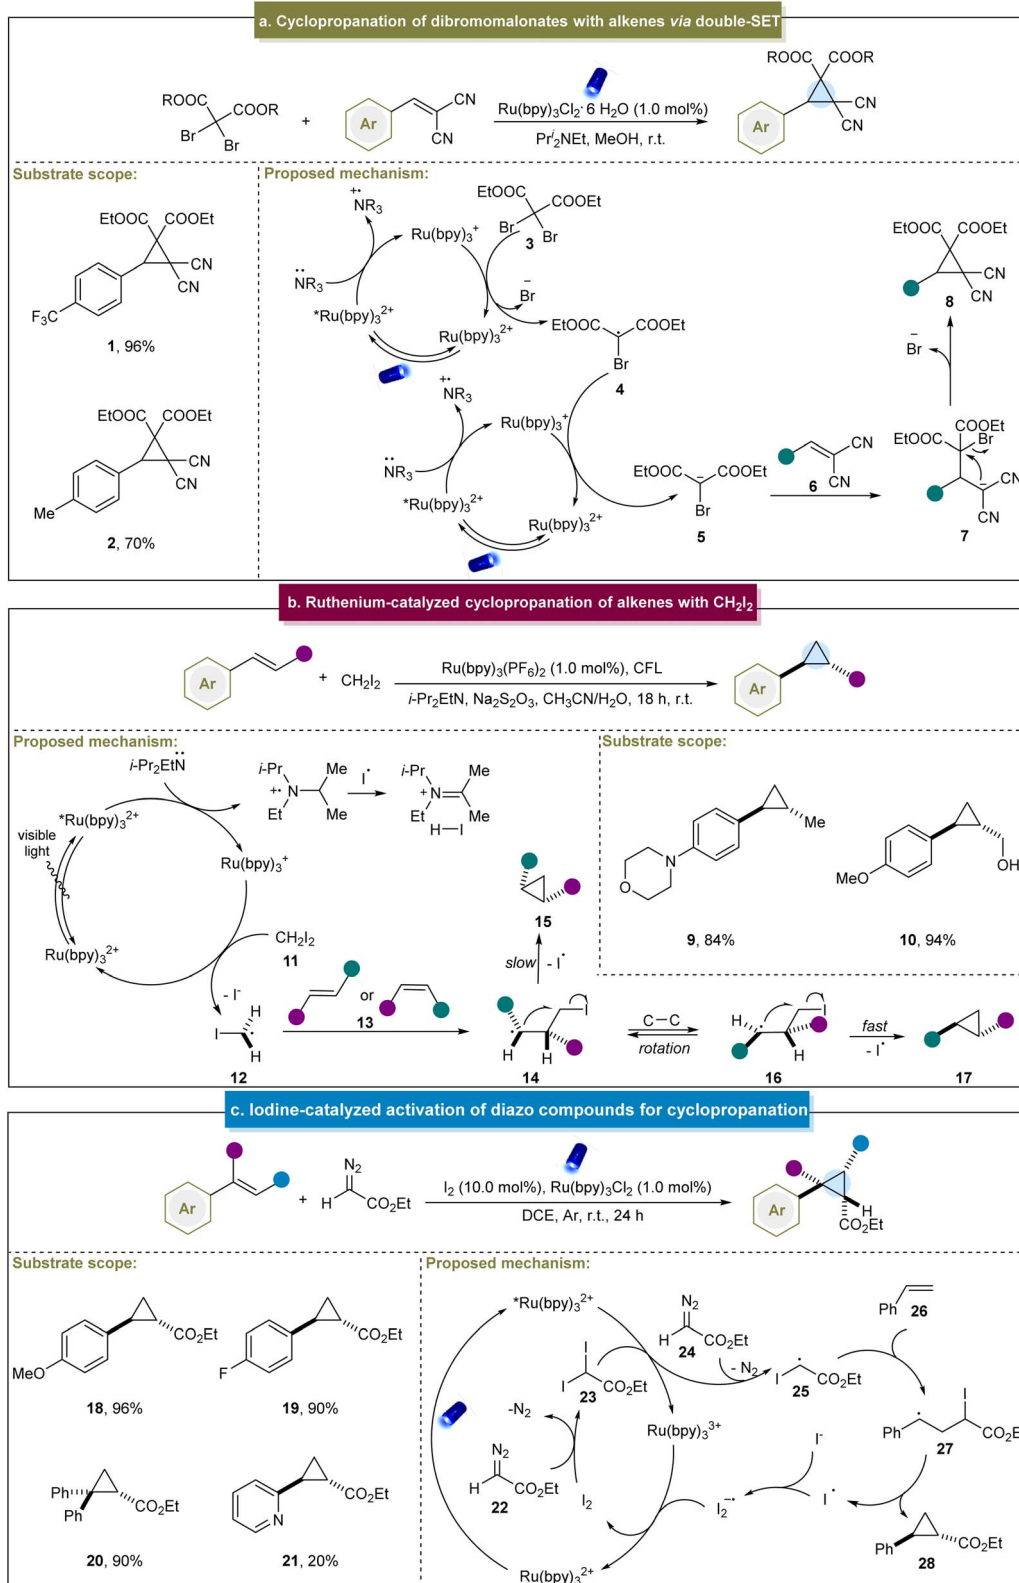 a. Cyclopropanation of dibromomalonates with alkenes via double-SET
ROOC COOR
Br Br
+
Ar
CN
CN
Ru(bpy)3Cl2·6 H2O (1.0 mol%)
Pri2NEt, MeOH, r.t.
ROOC COOR
Ar
CN
CN
Substrate scope:
EtOOC COOEt
CN
CN
F3C
1, 96%
EtOOC COOEt
CN
CN
Me
2, 70%
Proposed mechanism:
+•
NR3
Ru(bpy)3+
••
NR3
*Ru(bpy)3 2+
Ru(bpy)3 2+
EtOOC COOEt
Br Br
3
−
Br
EtOOC COOEt
Br
4
+•
NR3
Ru(bpy)3+
••
NR3
*Ru(bpy)3 2+
Ru(bpy)3 2+
EtOOC COOEt
−
Br
5
CN
CN
6
COOEt
EtOOC Br
− CN
CN
7
−
Br
EtOOC COOEt
CN
CN
8
b. Ruthenium-catalyzed cyclopropanation of alkenes with CH2I2
Ar
+ CH2I2
Ru(bpy)3(PF6)2 (1.0 mol%), CFL
i-Pr2EtN, Na2S2O3, CH3CN/H2O, 18 h, r.t.
Ar
Proposed mechanism:
i-Pr2EtN
*Ru(bpy)3 2+
visible
light
Ru(bpy)3 2+
Ru(bpy)3+
i-Pr Me
+•
N
Et Me
I•
i-Pr Me
+
N
Et Me
H I
CH2I2
11
- I-
I H
H
12
or
13
H H I
14
slow - I•
15
C-C
rotation
H H I
16
fast
- I•
17
Substrate scope:
O N Me
9, 84%
MeO OH
10, 94%
c. Iodine-catalyzed activation of diazo compounds for cyclopropanation
Ar
+
N2
H CO2Et
I2 (10.0 mol%), Ru(bpy)3Cl2 (1.0 mol%)
DCE, Ar, r.t., 24 h
Ar
H
CO2Et
Substrate scope:
MeO CO2Et
18, 96%
F CO2Et
19, 90%
Ph
Ph CO2Et
20, 90%
N CO2Et
21, 20%
Proposed mechanism:
*Ru(bpy)3 2+
N2
H CO2Et
24
- N2
I
I CO2Et
23
I CO2Et
25
Ph
26
I
Ph CO2Et
27
-N2
N2
H CO2Et
22
I2
Ru(bpy)3 3+
I2−•
I-
I•
Ph CO2Et
28
Ru(bpy)3 2+